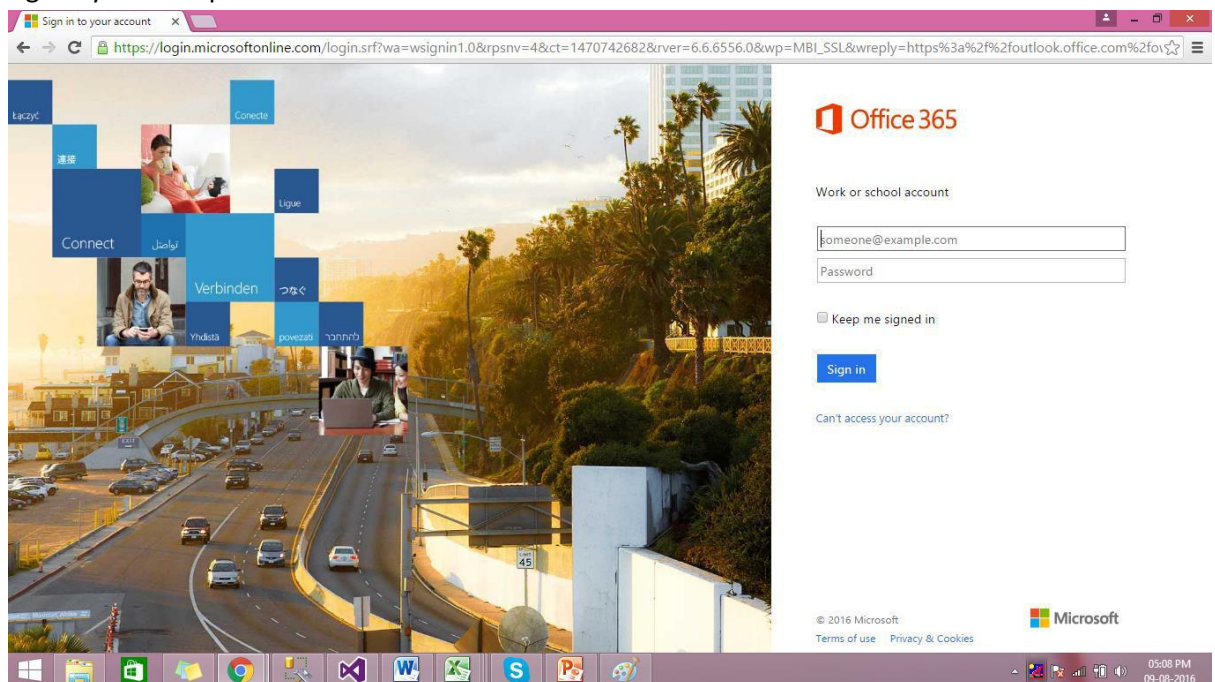 Sign in to your account
https://login.microsoftonline.com/login.srf?wa=wsignin1.0&rpsnv=4&ct=1470742682&rver=6.6.6556.0&wp=MBI_SSL&wreply=https%3a%2f%2foutlook.office.com%2fov
Łączyć
Conecte
連接
Ligue
Connect
تواصل
Verbinden
つなぐ
Yhdistä
povezati
להתחבר
EXIT
45
Office 365
Work or school account
someone@example.com
Password
Keep me signed in
Sign in
Can't access your account?
© 2016 Microsoft
Microsoft
Terms of use Privacy & Cookies
05:08 PM
09-08-2016